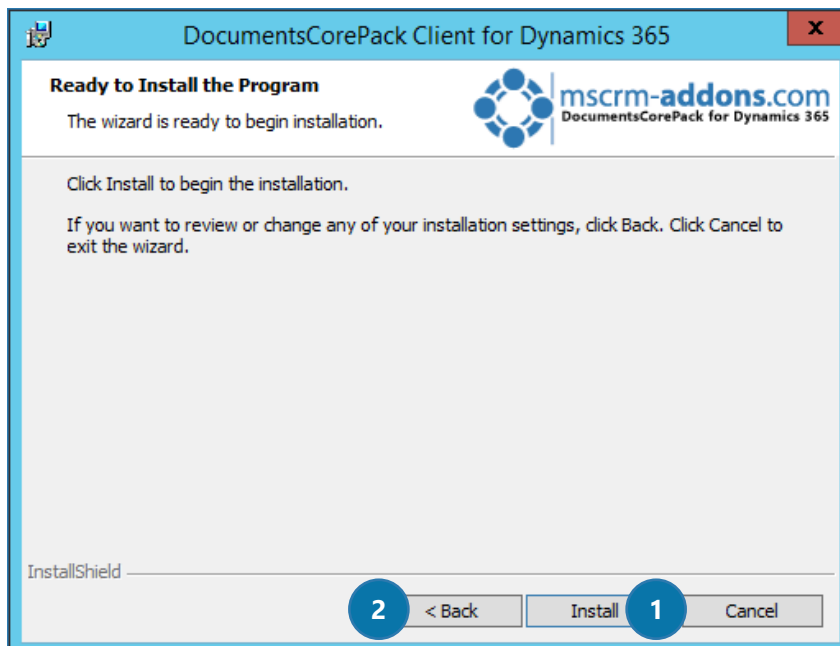 DocumentsCorePack Client for Dynamics 365
x
Ready to Install the Program
The wizard is ready to begin installation.
mscrm-addons.com
DocumentsCorePack for Dynamics 365
Click Install to begin the installation.
If you want to review or change any of your installation settings, click Back. Click Cancel to
exit the wizard.
InstallShield
2 < Back Install 1 Cancel